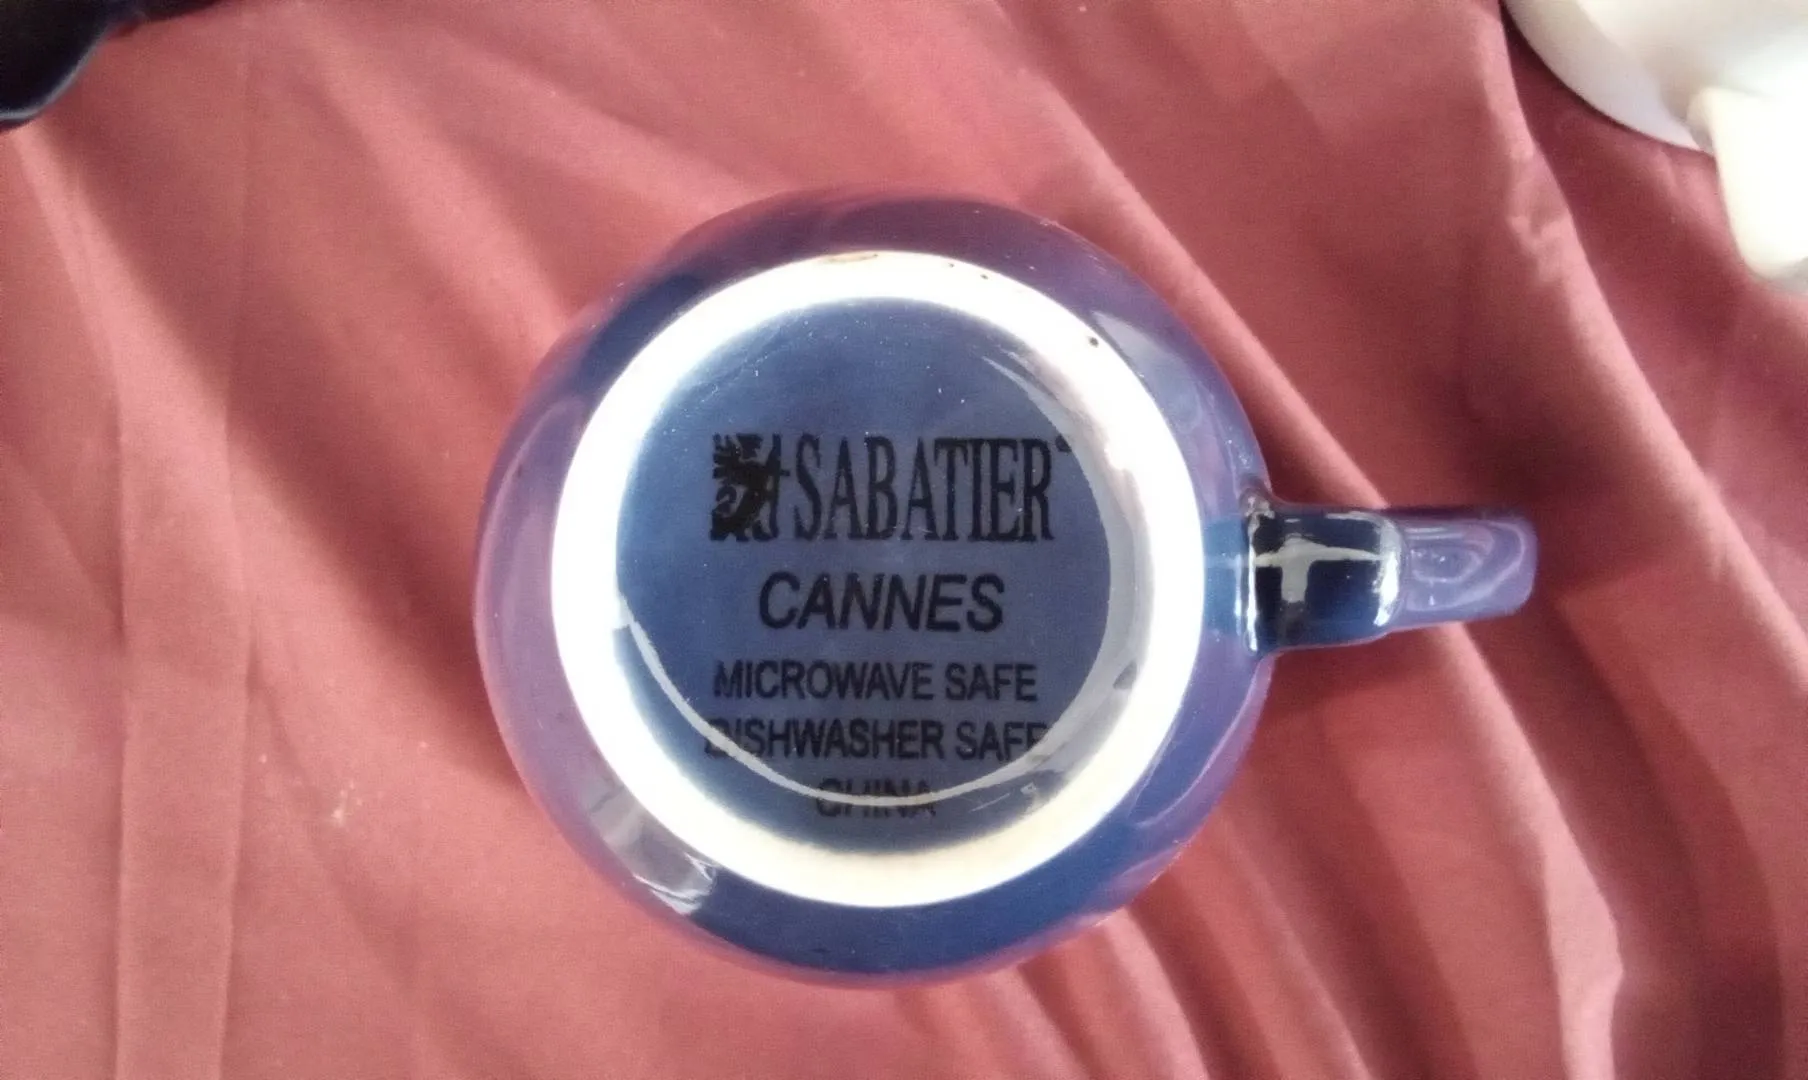 SABATIER
CANNES
MICROWAVE SAFE
DISHWASHER SAFE
CHINA